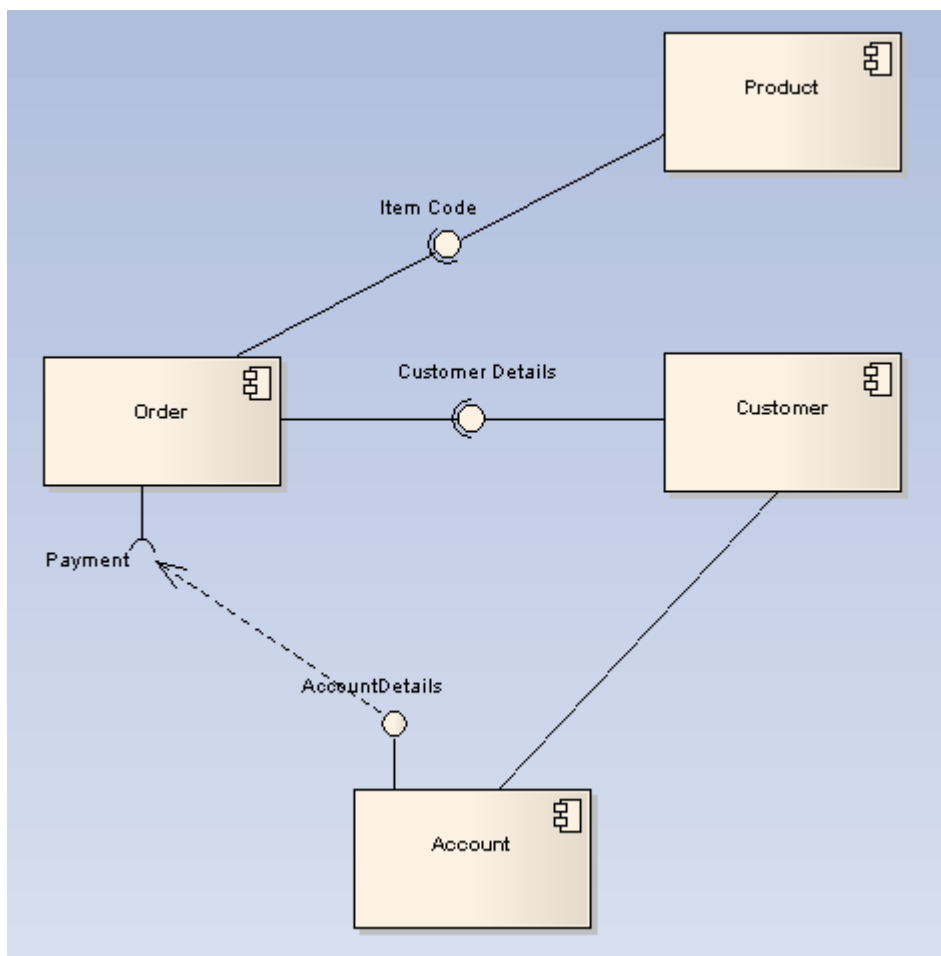 Product
Item Code
Customer Details
Order
Customer
Payment
AccountDetails
Account